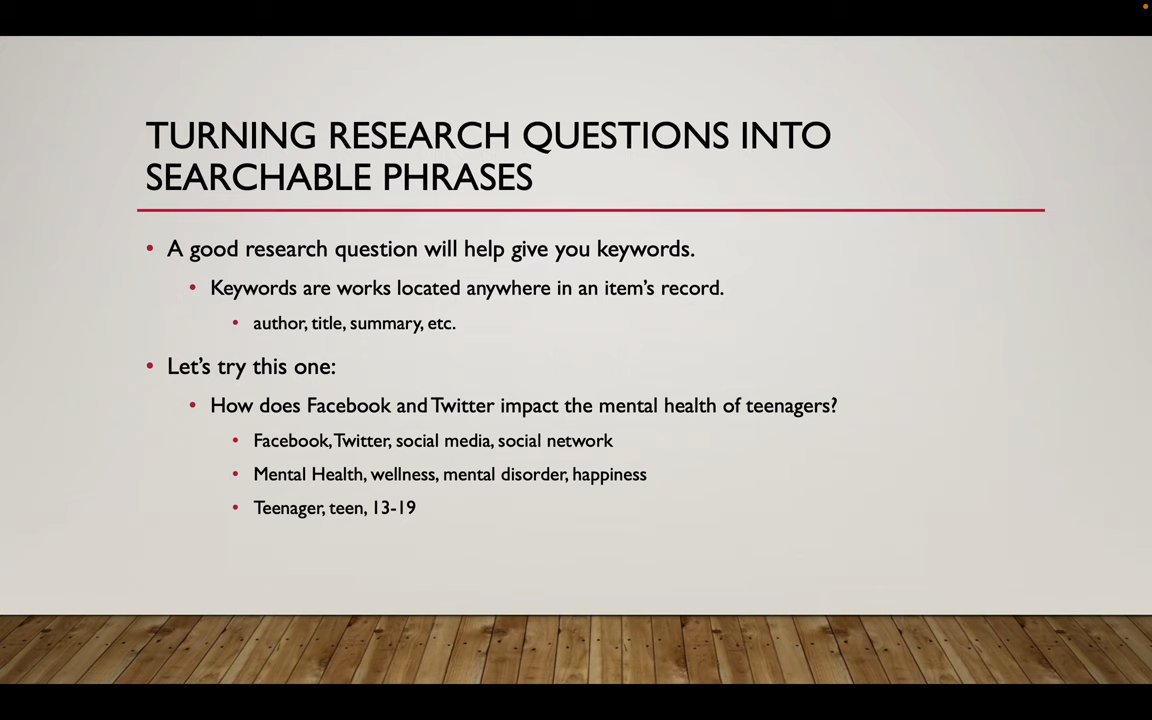 TURNING RESEARCH QUESTIONS INTO
SEARCHABLE PHRASES
• A good research question will help give you keywords.
• Keywords are works located anywhere in an item's record.
• author, title, summary, etc.
• Let's try this one:
• How does Facebook and Twitter impact the mental health of teenagers?
• Facebook, Twitter, social media, social network
• Mental Health, wellness, mental disorder, happiness
• Teenager, teen, 13-19